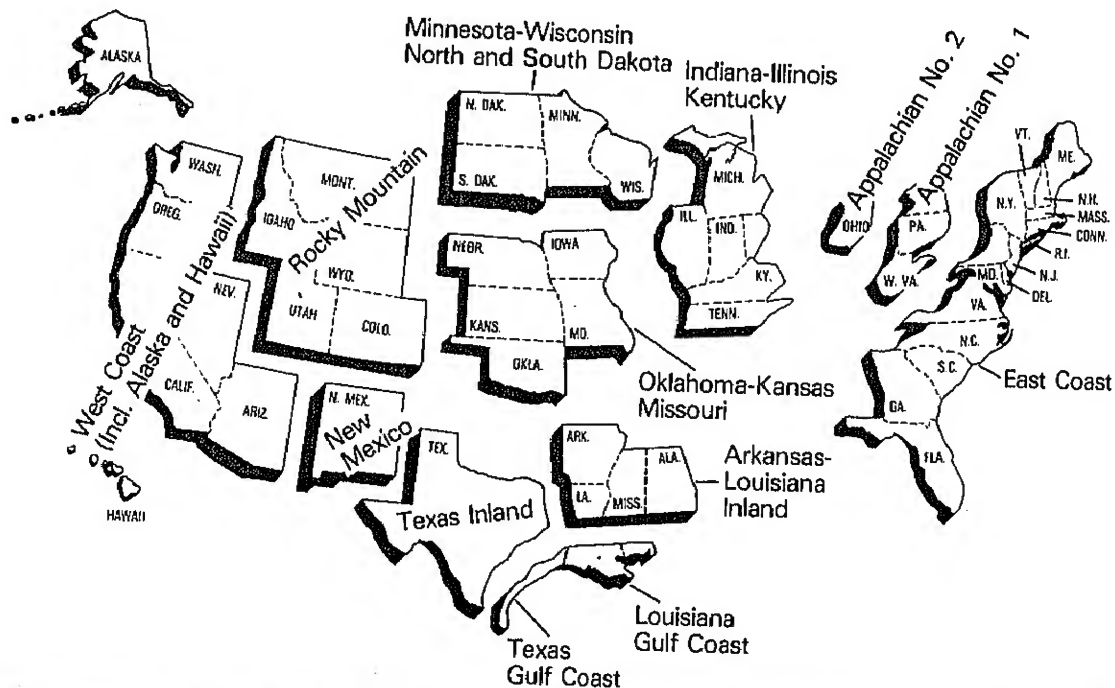 ALASKA
Minnesota-Wisconsin
North and South Dakota
Indiana-Illinois
Kentucky
Appalachian No. 2
Appalachian No. 1
WASH.
OREG.
NEV.
CALIF.
ARIZ.
West Coast
(Incl. Alaska and Hawaii)
HAWAII
MONT.
IDAHO
WYO.
UTAH
COLO.
Rocky Mountain
N. MEX.
New
Mexico
N. DAK.
MINN.
S. DAK.
WIS.
NEBR.
IOWA
KANS.
MO.
OKLA.
Oklahoma-Kansas
Missouri
MICH.
ILL.
IND.
KY.
TENN.
OHIO
PA.
W. VA.
VT.
ME.
N.Y.
N.H.
MASS.
CONN.
R.I.
N.J.
MD.
DEL.
VA.
N.C.
S.C.
East Coast
GA.
FLA.
TEX.
Texas Inland
ARK.
ALA.
LA.
MISS.
Arkansas-
Louisiana
Inland
Louisiana
Gulf Coast
Texas
Gulf Coast